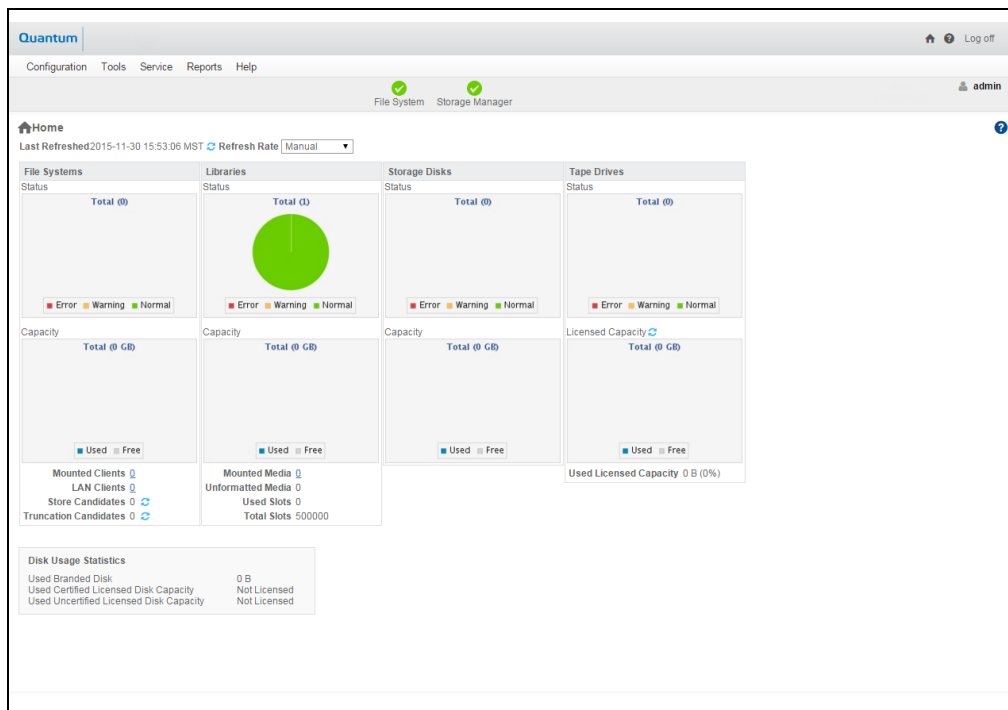 Quantum
Log off
Configuration Tools Service Reports Help
admin
File System Storage Manager
Home
Last Refreshed2015-11-30 15:53:06 MST Refresh Rate Manual
File Systems Libraries Storage Disks Tape Drives
Status Status Status Status
Total (0) Total (1) Total (0) Total (0)
Error Warning Normal Error Warning Normal Error Warning Normal Error Warning Normal
Capacity Capacity Capacity Licensed Capacity
Total (0 GB) Total (0 GB) Total (0 GB) Total (0 GB)
Used Free Used Free Used Free Used Free
Mounted Clients 0 Mounted Media 0 Used Licensed Capacity 0 B (0%)
LAN Clients 0 Unformatted Media 0
Store Candidates 0 Used Slots 0
Truncation Candidates 0 Total Slots 500000
Disk Usage Statistics
Used Branded Disk 0 B
Used Certified Licensed Disk Capacity Not Licensed
Used Uncertified Licensed Disk Capacity Not Licensed